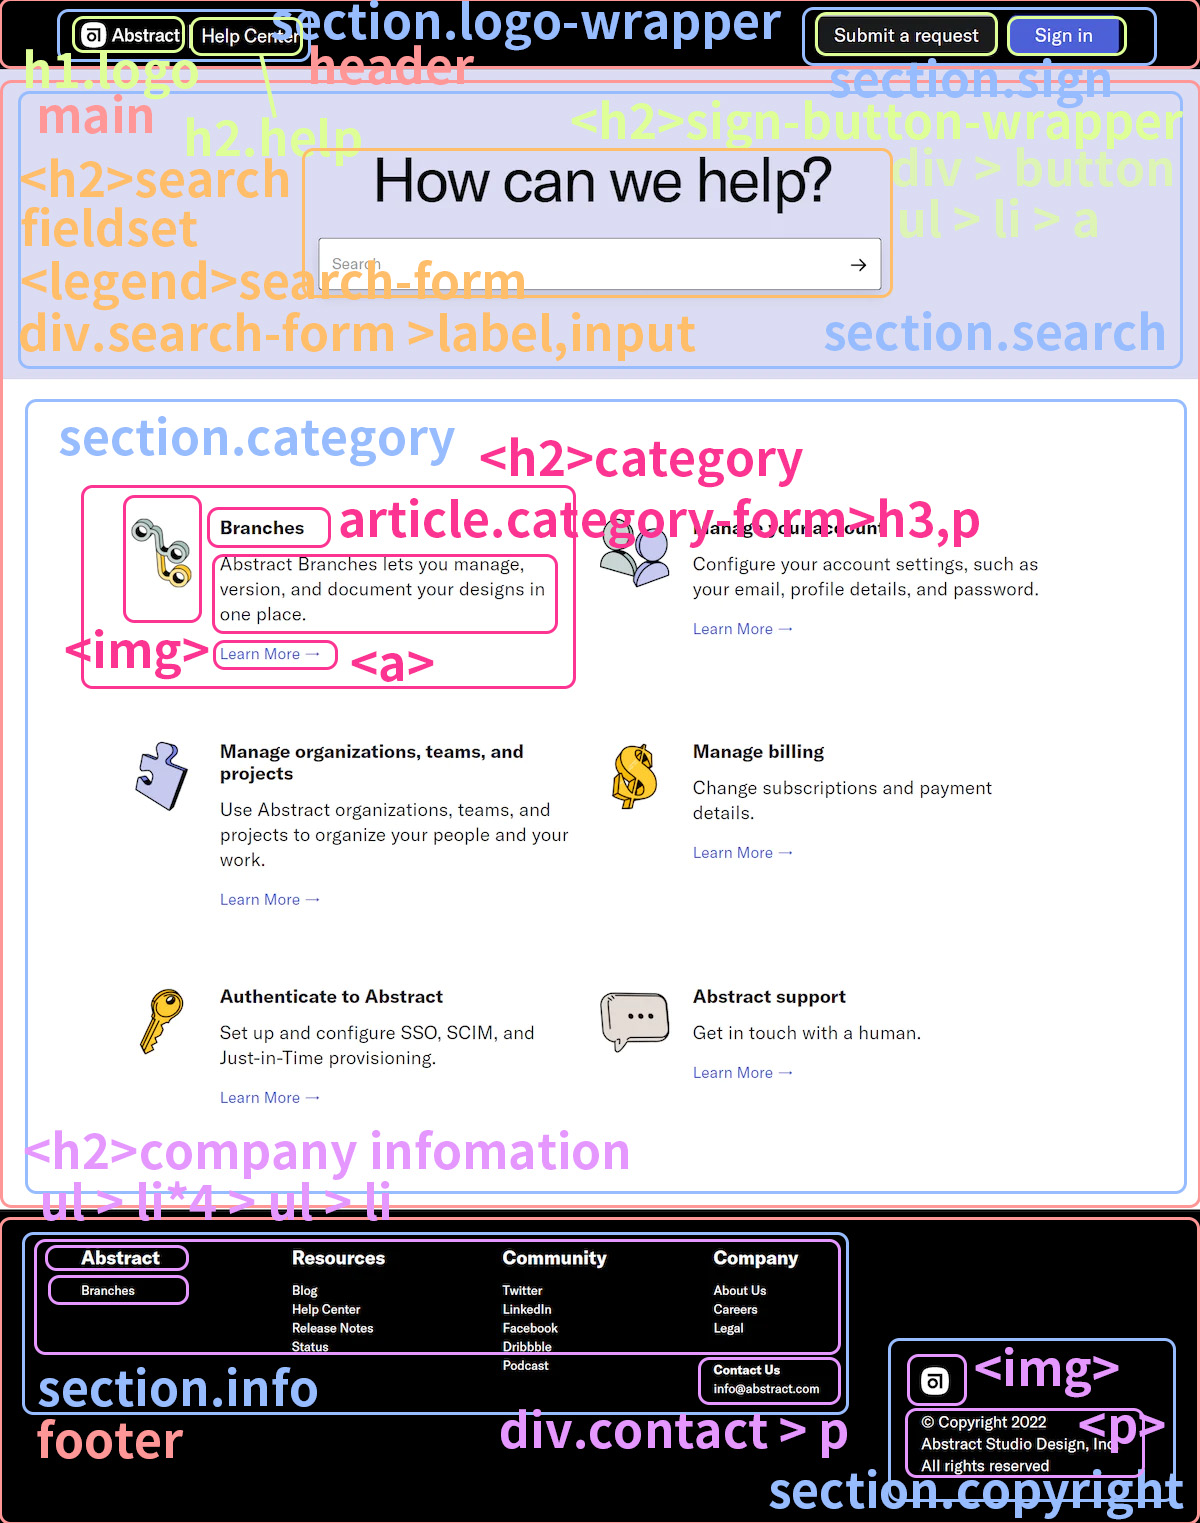 section.logo-wrapper
Abstract
Help Center
Submit a request
Sign in
h1.logo
header
section.sign
main
h2.help
<h2>sign-button-wrapper
div > button
ul > li > a
<h2>search
fieldset
<legend>search-form
div.search-form >label,input
How can we help?
Search
section.search
section.category
<h2>category
article.category-form>h3,p
Branches
Abstract Branches lets you manage,
version, and document your designs in
one place.
<img>
Learn More →
<a>
Manage your account
Configure your account settings, such as
your email, profile details, and password.
Learn More →
Manage organizations, teams, and
projects
Use Abstract organizations, teams, and
projects to organize your people and your
work.
Learn More →
Manage billing
Change subscriptions and payment
details.
Learn More →
Authenticate to Abstract
Set up and configure SSO, SCIM, and
Just-in-Time provisioning.
Learn More →
Abstract support
Get in touch with a human.
Learn More →
<h2>company infomation
ul > li*4 > ul > li
Abstract
Branches
Resources
Blog
Help Center
Release Notes
Status
Community
Twitter
LinkedIn
Facebook
Dribbble
Podcast
Company
About Us
Careers
Legal
Contact Us
info@abstract.com
section.info
footer
div.contact > p
<img>
© Copyright 2022
Abstract Studio Design, Inc.
All rights reserved
<p>
section.copyright